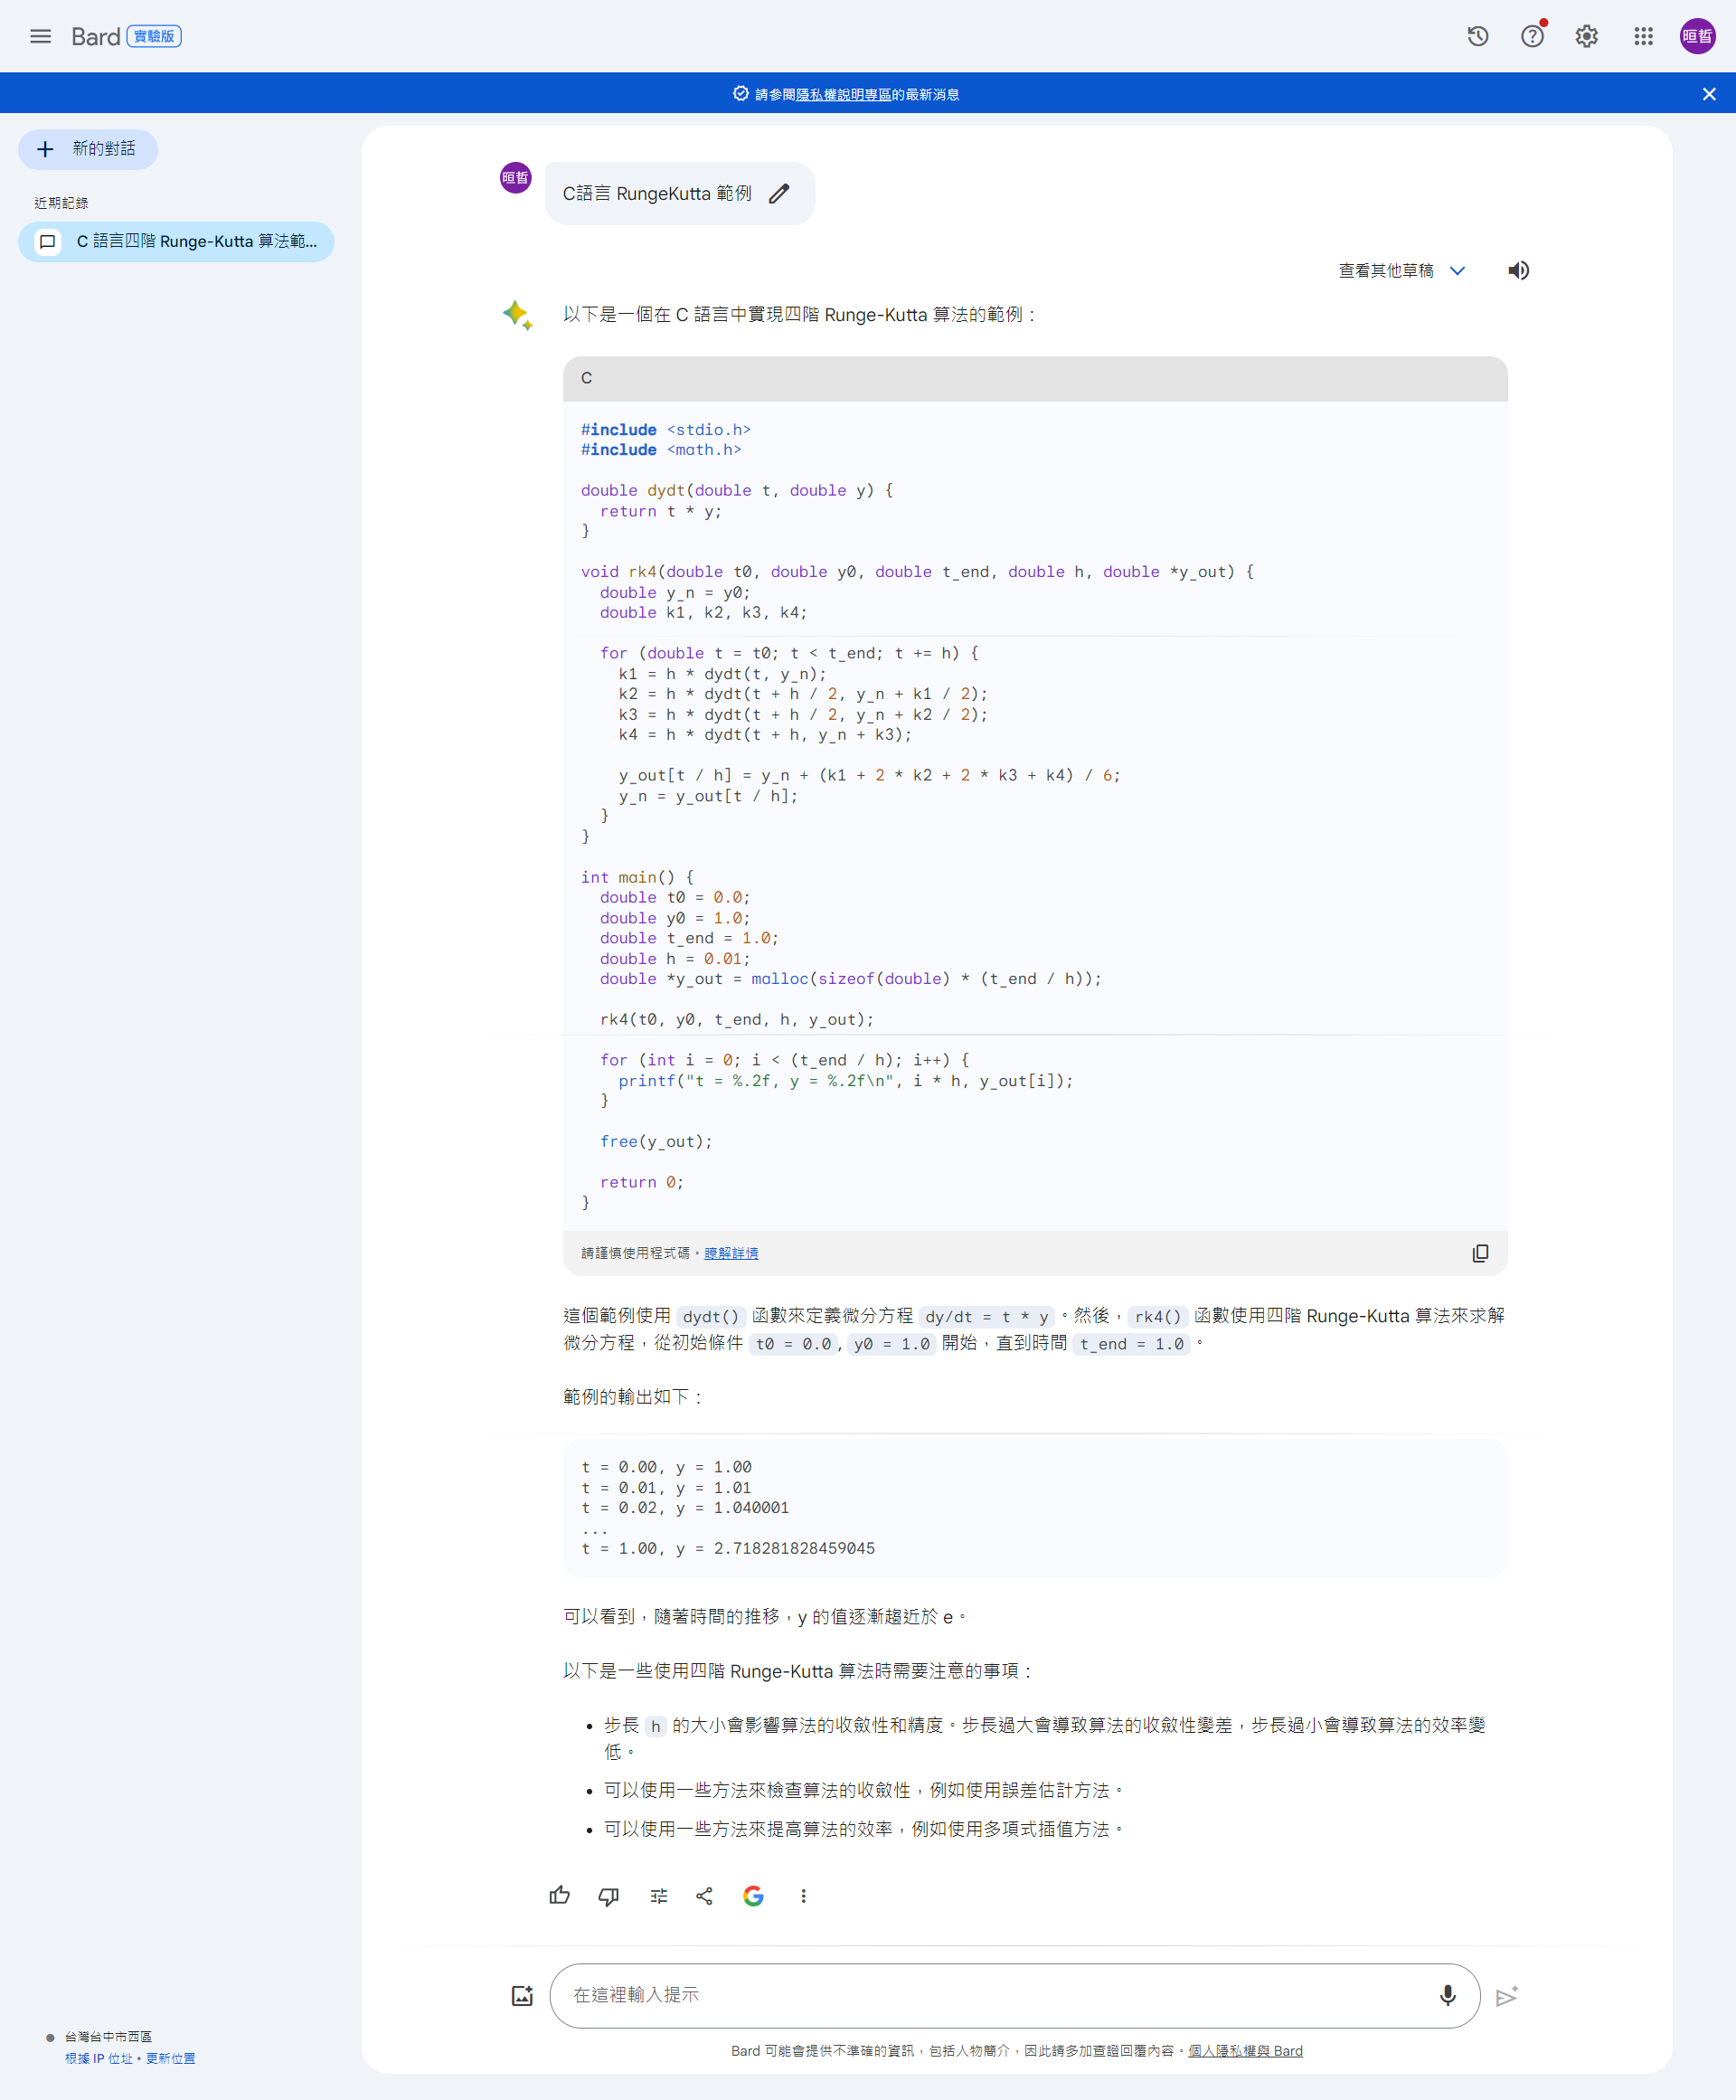 Bard 實驗版
晅哲
請參閱隱私權說明專區的最新消息
新的對話
近期記錄
C 語言四階 Runge-Kutta 算法範...
晅哲
C語言 RungeKutta 範例
查看其他草稿
以下是一個在 C 語言中實現四階 Runge-Kutta 算法的範例：
C
#include <stdio.h>
#include <math.h>
double dydt(double t, double y) {
  return t * y;
}
void rk4(double t0, double y0, double t_end, double h, double *y_out) {
  double y_n = y0;
  double k1, k2, k3, k4;
  for (double t = t0; t < t_end; t += h) {
    k1 = h * dydt(t, y_n);
    k2 = h * dydt(t + h / 2, y_n + k1 / 2);
    k3 = h * dydt(t + h / 2, y_n + k2 / 2);
    k4 = h * dydt(t + h, y_n + k3);
    y_out[t / h] = y_n + (k1 + 2 * k2 + 2 * k3 + k4) / 6;
    y_n = y_out[t / h];
  }
}
int main() {
  double t0 = 0.0;
  double y0 = 1.0;
  double t_end = 1.0;
  double h = 0.01;
  double *y_out = malloc(sizeof(double) * (t_end / h));
  rk4(t0, y0, t_end, h, y_out);
  for (int i = 0; i < (t_end / h); i++) {
    printf("t = %.2f, y = %.2f\n", i * h, y_out[i]);
  }
  free(y_out);
  return 0;
}
請謹慎使用程式碼。瞭解詳情
這個範例使用 dydt() 函數來定義微分方程 dy/dt = t * y 。然後，rk4() 函數使用四階 Runge-Kutta 算法來求解
微分方程，從初始條件 t0 = 0.0, y0 = 1.0 開始，直到時間 t_end = 1.0 。
範例的輸出如下：
t = 0.00, y = 1.00
t = 0.01, y = 1.01
t = 0.02, y = 1.040001
...
t = 1.00, y = 2.718281828459045
可以看到，隨著時間的推移，y 的值逐漸趨近於 e。
以下是一些使用四階 Runge-Kutta 算法時需要注意的事項：
• 步長 h 的大小會影響算法的收斂性和精度。步長過大會導致算法的收斂性變差，步長過小會導致算法的效率變
低。
• 可以使用一些方法來檢查算法的收斂性，例如使用誤差估計方法。
• 可以使用一些方法來提高算法的效率，例如使用多項式插值方法。
在這裡輸入提示
台灣台中市西區
根據 IP 位址 • 更新位置
Bard 可能會提供不準確的資訊，包括人物簡介，因此請多加查證回覆內容。個人隱私權與 Bard